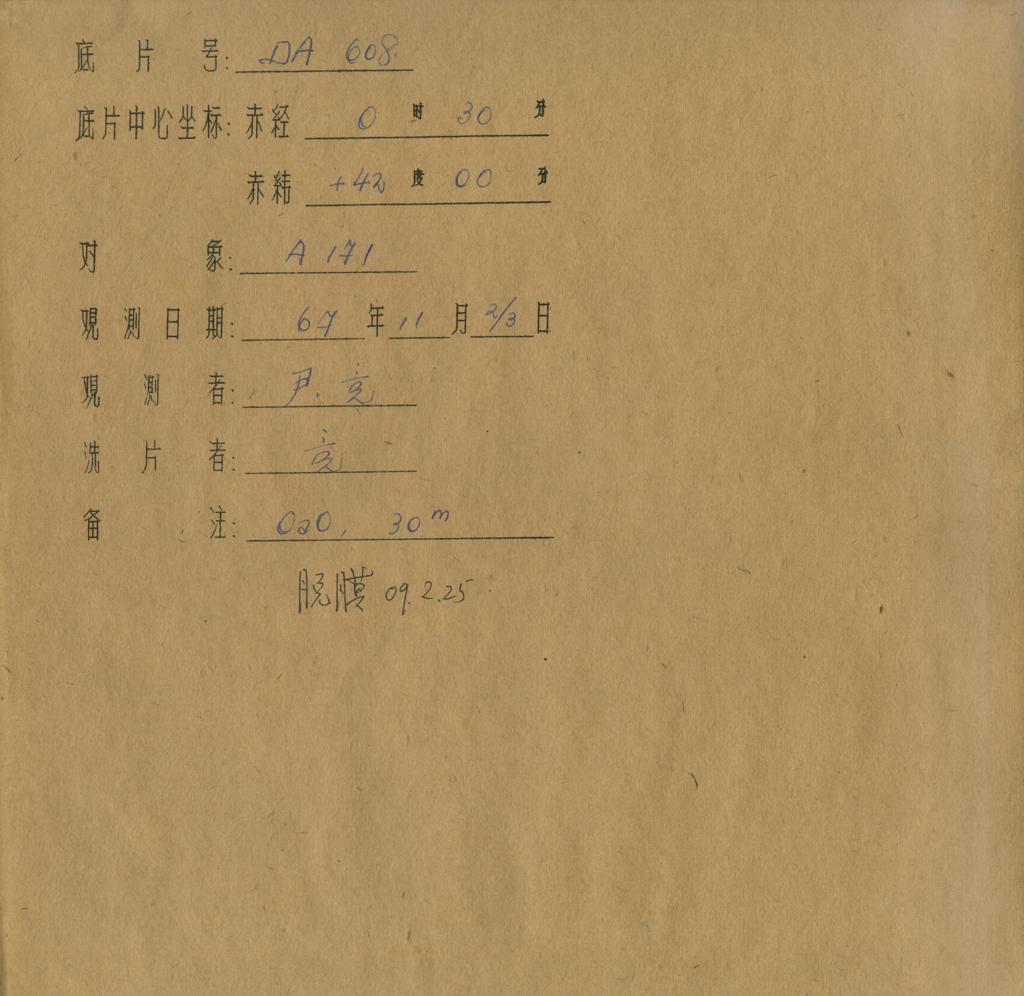 底片号: DA 608
底片中心坐标: 赤经 0 时 30 分
赤纬 +42 度 00 分
对象: A 171
观测日期: 67 年 11 月 2/3 日
观测者: 尹. 亮
洗片者: 亮
备注: OaO, 30m
脱膜 09.2.25